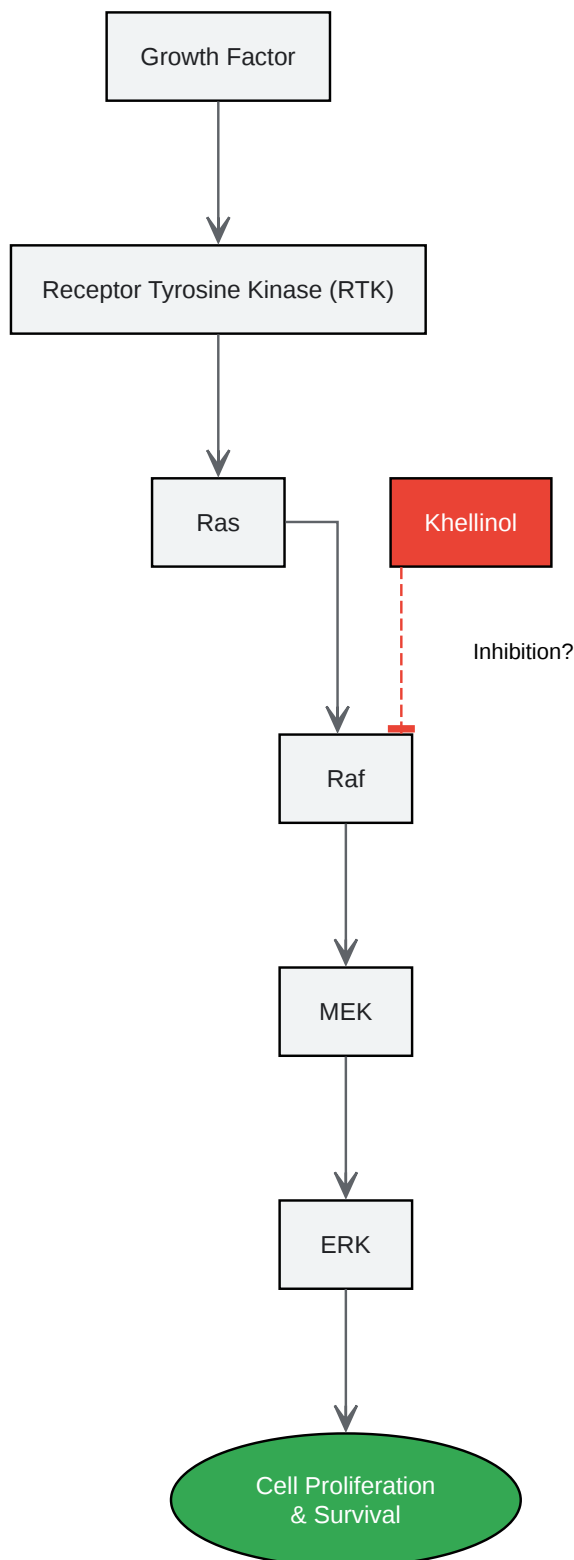 Growth Factor
Receptor Tyrosine Kinase (RTK)
Ras
Khellinol
Inhibition?
Raf
MEK
ERK
Cell Proliferation
& Survival